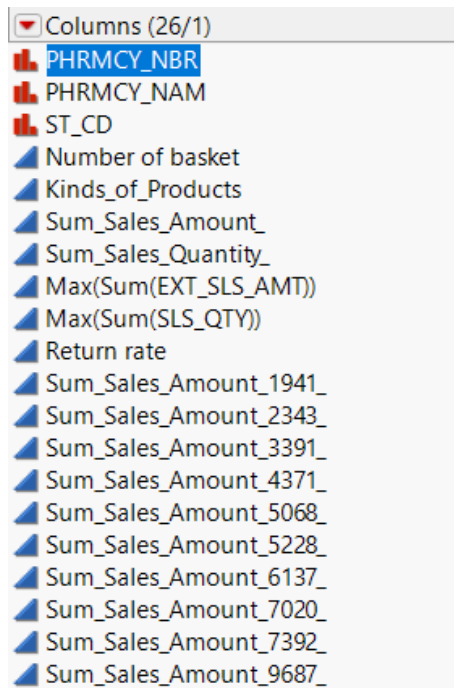 Columns (26/1)
PHRMCY_NBR
PHRMCY_NAM
ST_CD
Number of basket
Kinds_of_Products
Sum_Sales_Amount_
Sum_Sales_Quantity_
Max(Sum(EXT_SLS_AMT))
Max(Sum(SLS_QTY))
Return rate
Sum_Sales_Amount_1941_
Sum_Sales_Amount_2343_
Sum_Sales_Amount_3391_
Sum_Sales_Amount_4371_
Sum_Sales_Amount_5068_
Sum_Sales_Amount_5228_
Sum_Sales_Amount_6137_
Sum_Sales_Amount_7020_
Sum_Sales_Amount_7392_
Sum_Sales_Amount_9687_